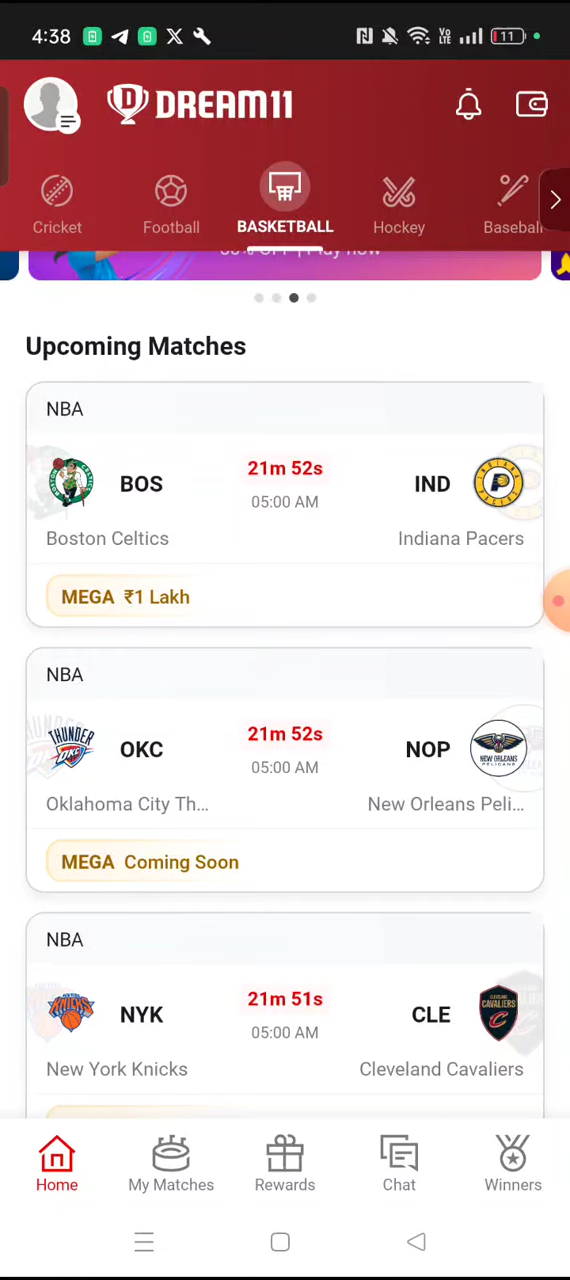 4:38
Vo
LTE
11
DREAM11
Cricket
Football
BASKETBALL
Hockey
Baseball
Upcoming Matches
NBA
BOS
21m 52s
IND
05:00 AM
Boston Celtics
Indiana Pacers
MEGA ₹1 Lakh
NBA
OKC
21m 52s
NOP
05:00 AM
Oklahoma City Th...
New Orleans Peli...
MEGA Coming Soon
NBA
NYK
21m 51s
CLE
05:00 AM
New York Knicks
Cleveland Cavaliers
Home
My Matches
Rewards
Chat
Winners